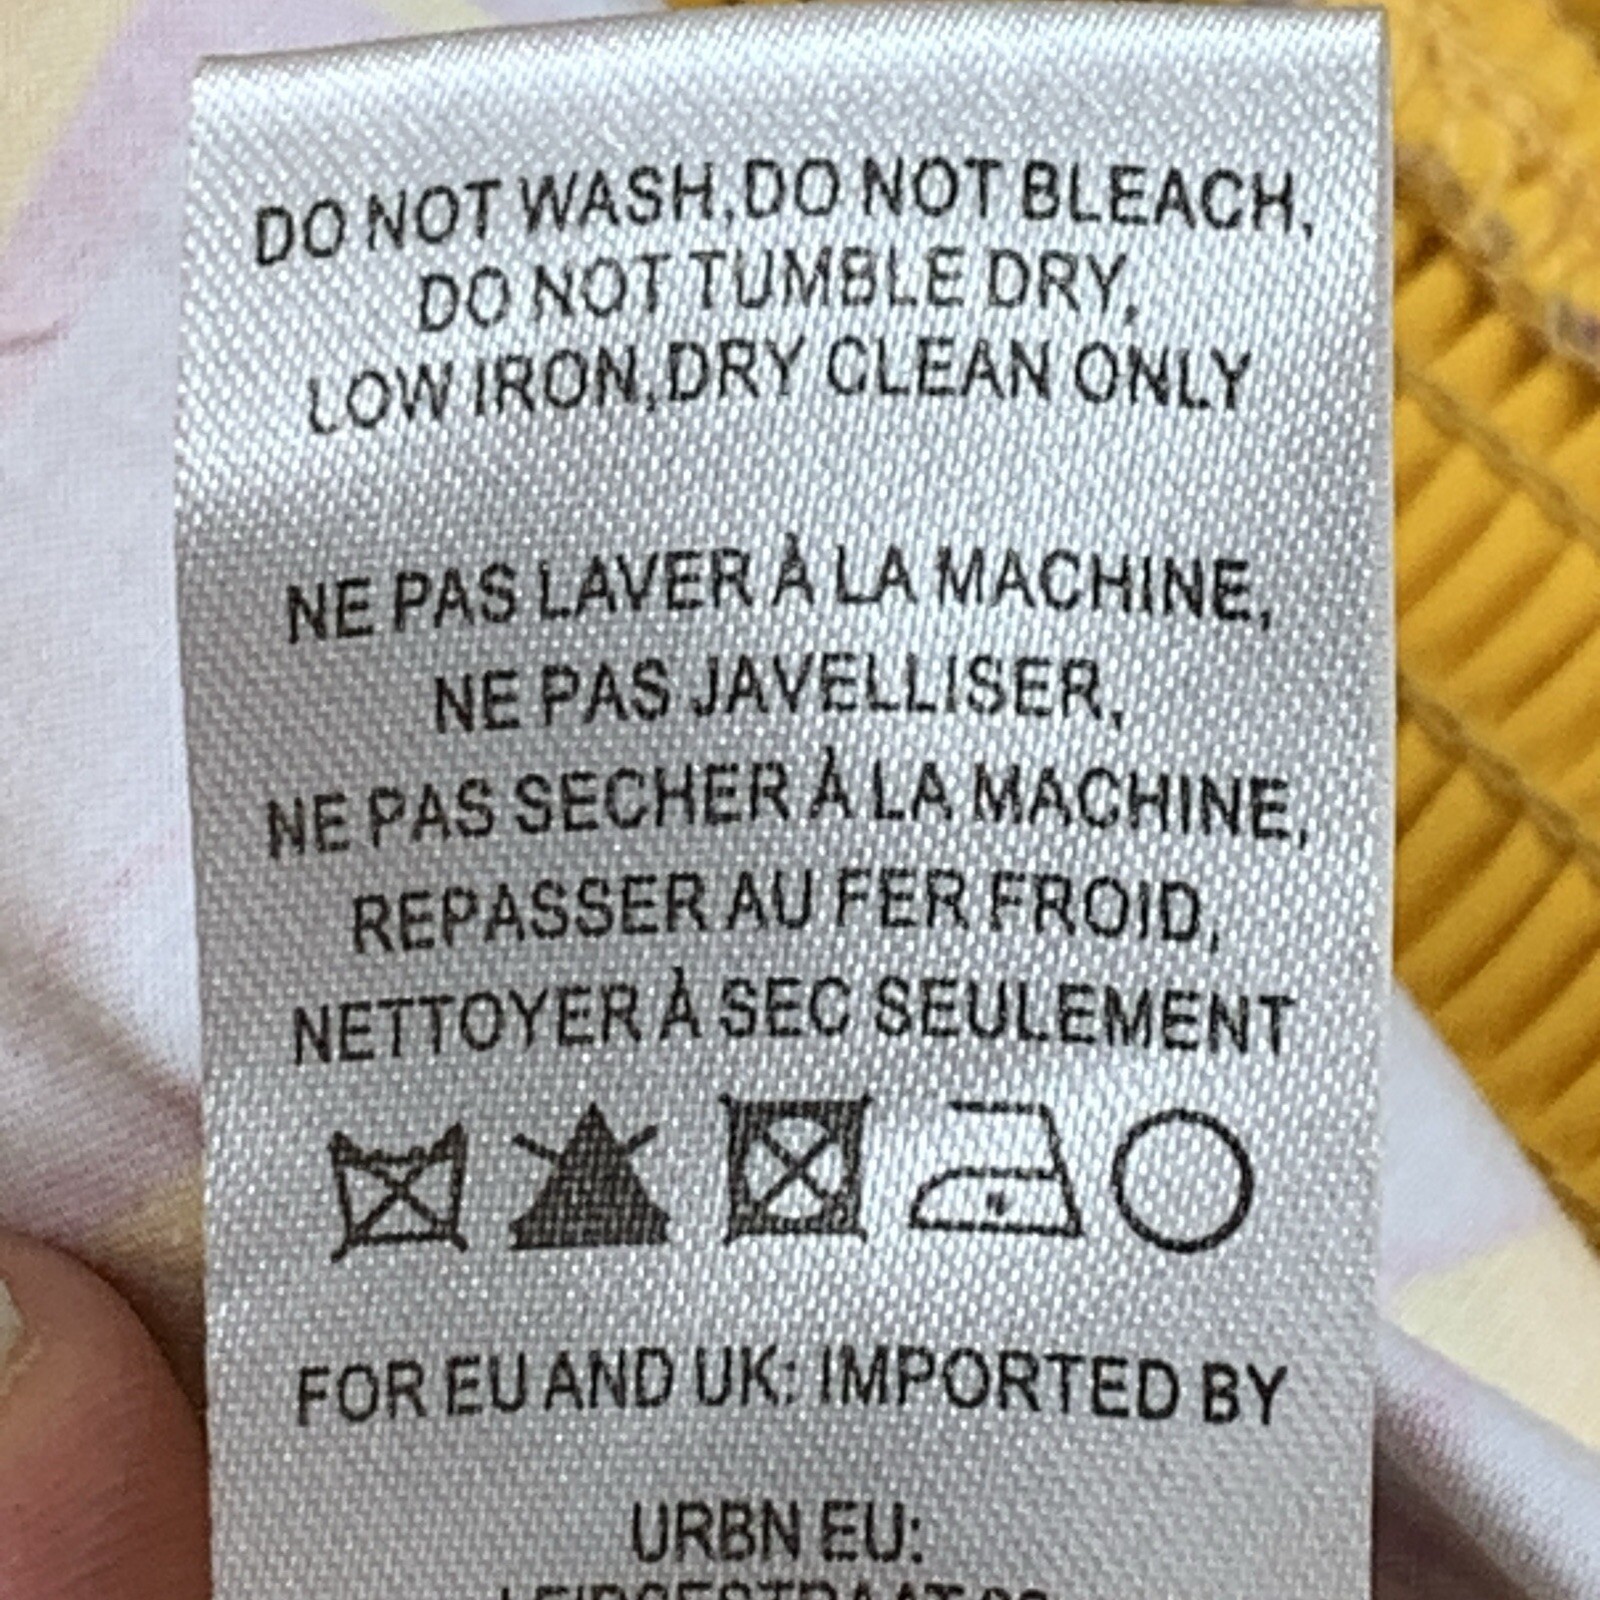 DO NOT WASH,DO NOT BLEACH,
DO NOT TUMBLE DRY,
LOW IRON,DRY CLEAN ONLY
NE PAS LAVER À LA MACHINE,
NE PAS JAVELLISER,
NE PAS SECHER À LA MACHINE,
REPASSER AU FER FROID,
NETTOYER À SEC SEULEMENT
FOR EU AND UK: IMPORTED BY
URBN EU: